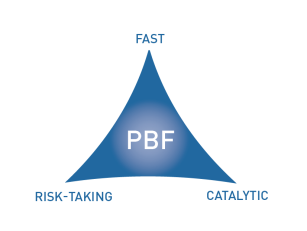 FAST
PBF
RISK-TAKING
CATALYTIC